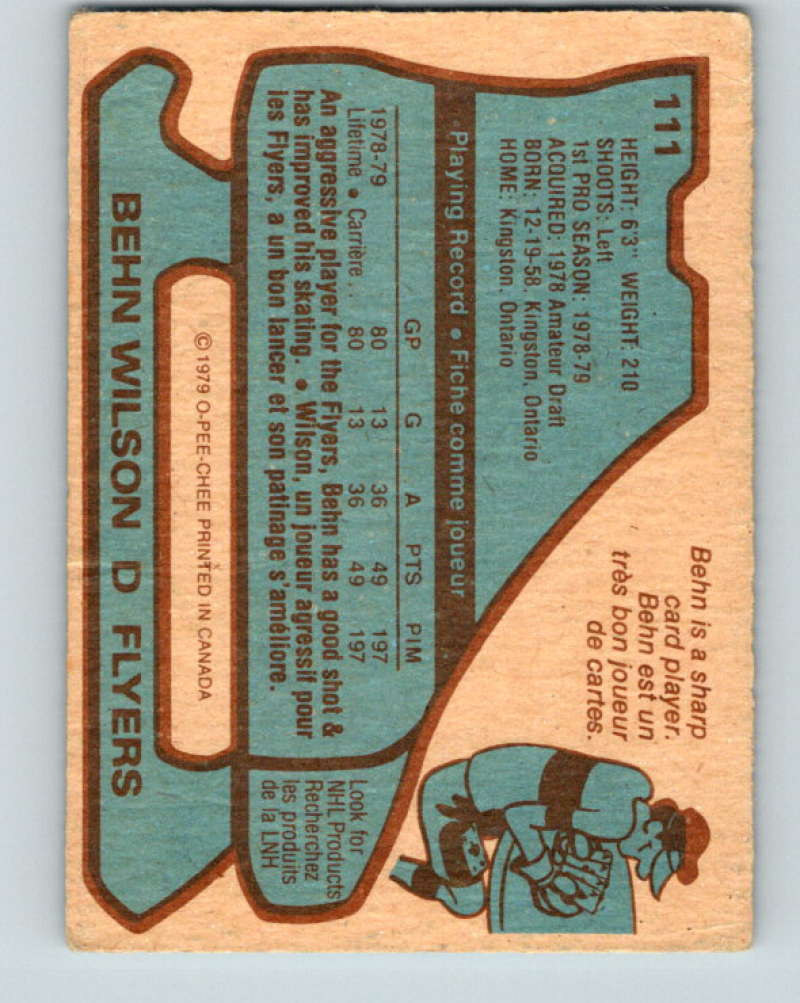 111
HEIGHT: 6'3" WEIGHT: 210
SHOOTS: Left
1st PRO SEASON: 1978-79
ACQUIRED: 1978 Amateur Draft
BORN: 12-19-58, Kingston, Ontario
HOME: Kingston, Ontario
Behn is a sharp
card player.
Behn est un
très bon joueur
de cartes.
Playing Record • Fiche comme joueur
GP G A PTS PIM
1978-79 80 13 36 49 197
Lifetime • Carrière . . 80 13 36 49 197
An aggressive player for the Flyers, Behn has a good shot &
has improved his skating. • Wilson, un joueur agressif pour
les Flyers, a un bon lancer et son patinage s'améliore.
Look for
NHL Products
Recherchez
les produits
de la LNH
©1979 O-PEE-CHEE PRINTED IN CANADA
BEHN WILSON D FLYERS